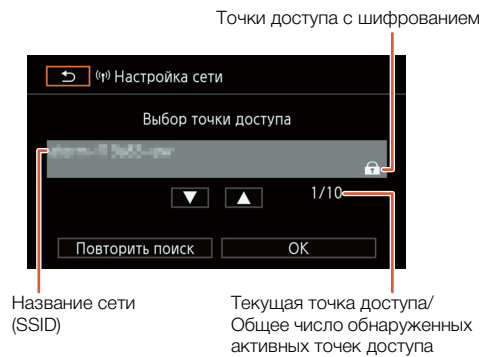 Точки доступа с шифрованием
Настройка сети
Выбор точки доступа
1/10
Повторить поиск
OK
Название сети
(SSID)
Текущая точка доступа/
Общее число обнаруженных
активных точек доступа